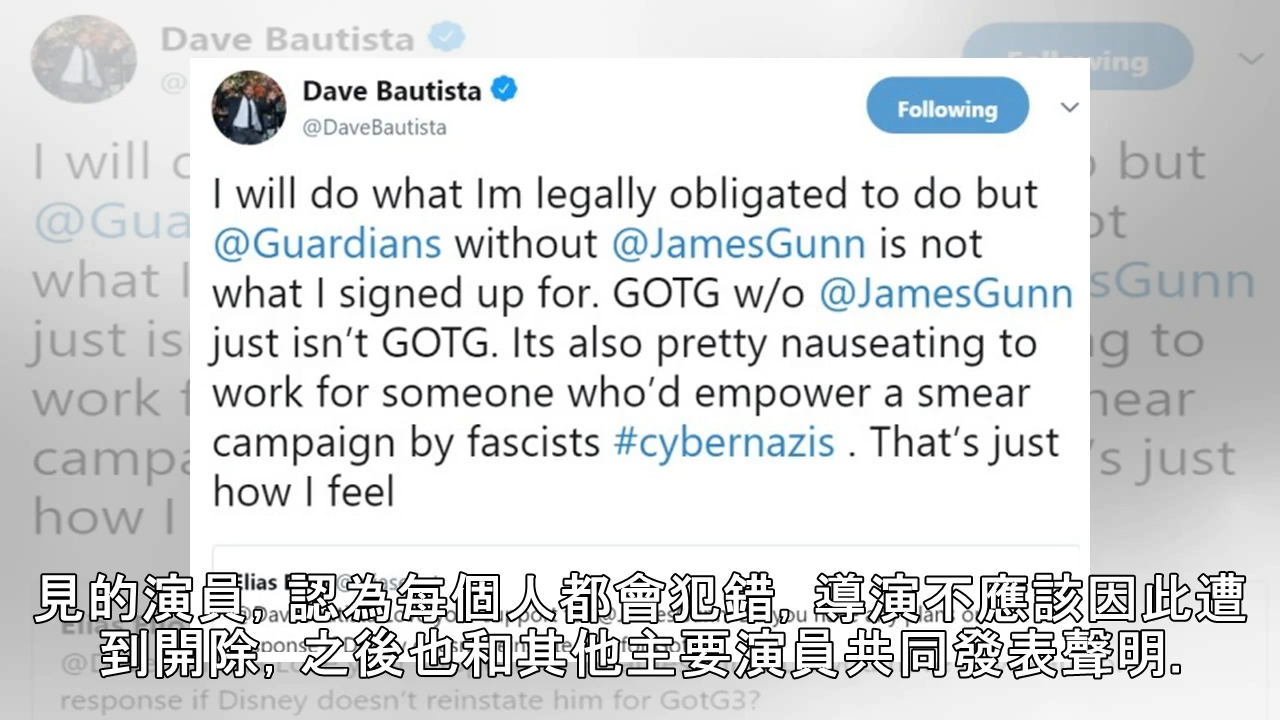 Dave Bautista
@DaveBautista
Following
I will do what Im legally obligated to do but
@Guardians without @JamesGunn is not
what I signed up for. GOTG w/o @JamesGunn
just isn't GOTG. Its also pretty nauseating to
work for someone who'd empower a smear
campaign by fascists #cybernazis . That's just
how I feel
見的演員, 認為每個人都會犯錯, 導演不應該因此遭
到開除, 之後也和其他主要演員共同發表聲明.
response if Disney doesn't reinstate him for GotG3?